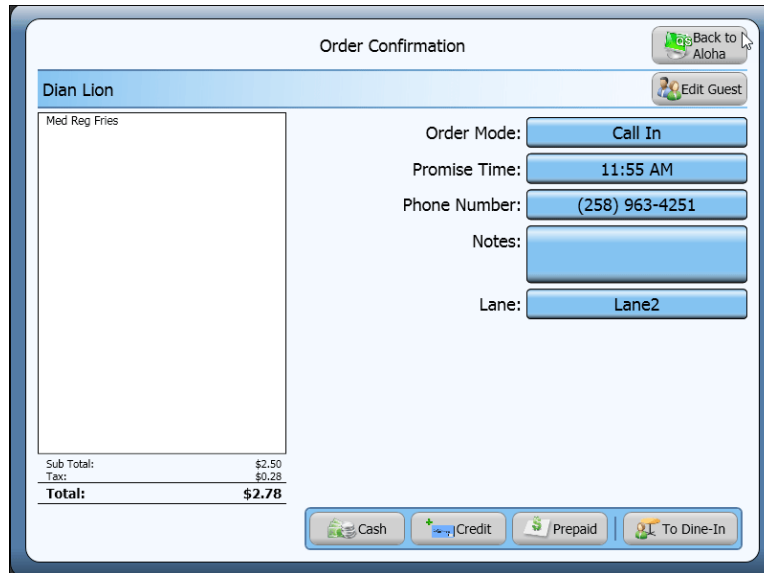 Order Confirmation
Back to
Aloha
Dian Lion
Edit Guest
Med Reg Fries
Order Mode: Call In
Promise Time: 11:55 AM
Phone Number: (258) 963-4251
Notes:
Lane: Lane2
Sub Total: $2.50
Tax: $0.28
Total: $2.78
Cash Credit Prepaid To Dine-In